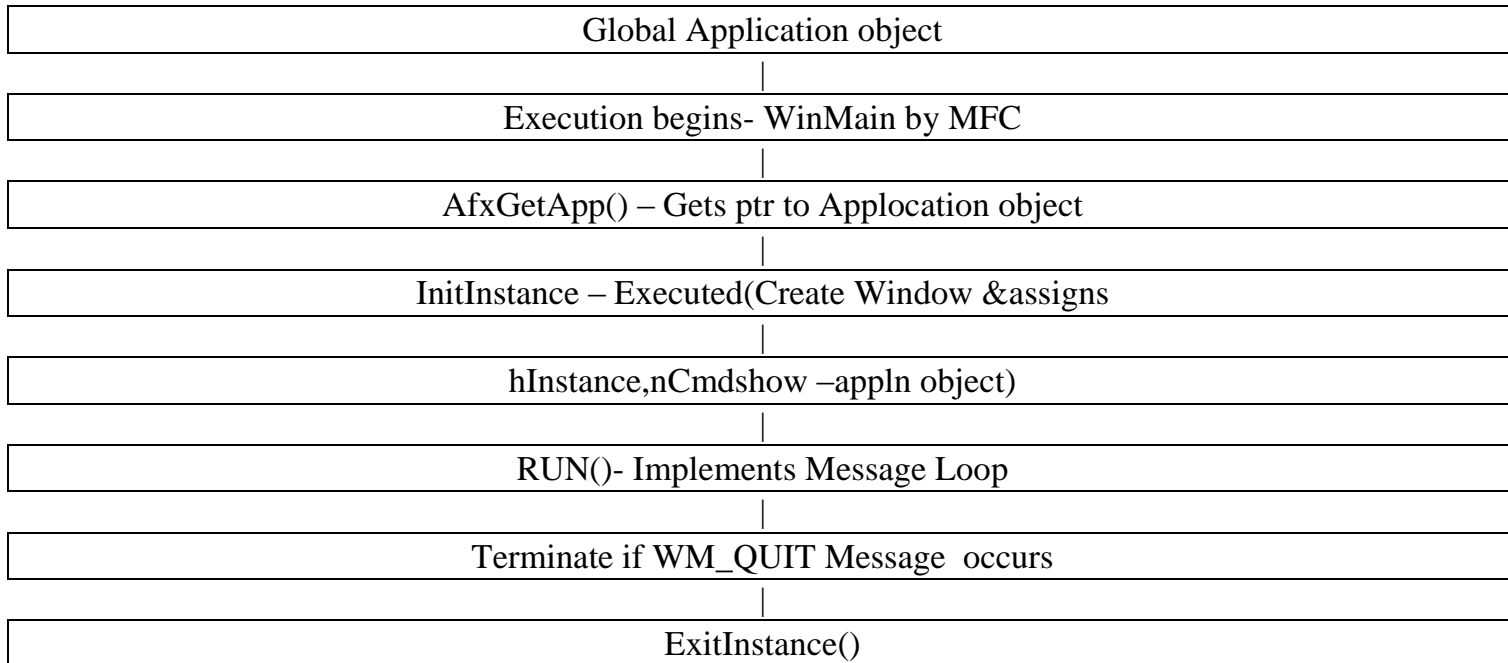 Global Application object
|
Execution begins- WinMain by MFC
|
AfxGetApp() – Gets ptr to Applocation object
|
InitInstance – Executed(Create Window &assigns
|
hInstance,nCmdshow –appln object)
|
RUN()- Implements Message Loop
|
Terminate if WM_QUIT Message  occurs
|
ExitInstance()